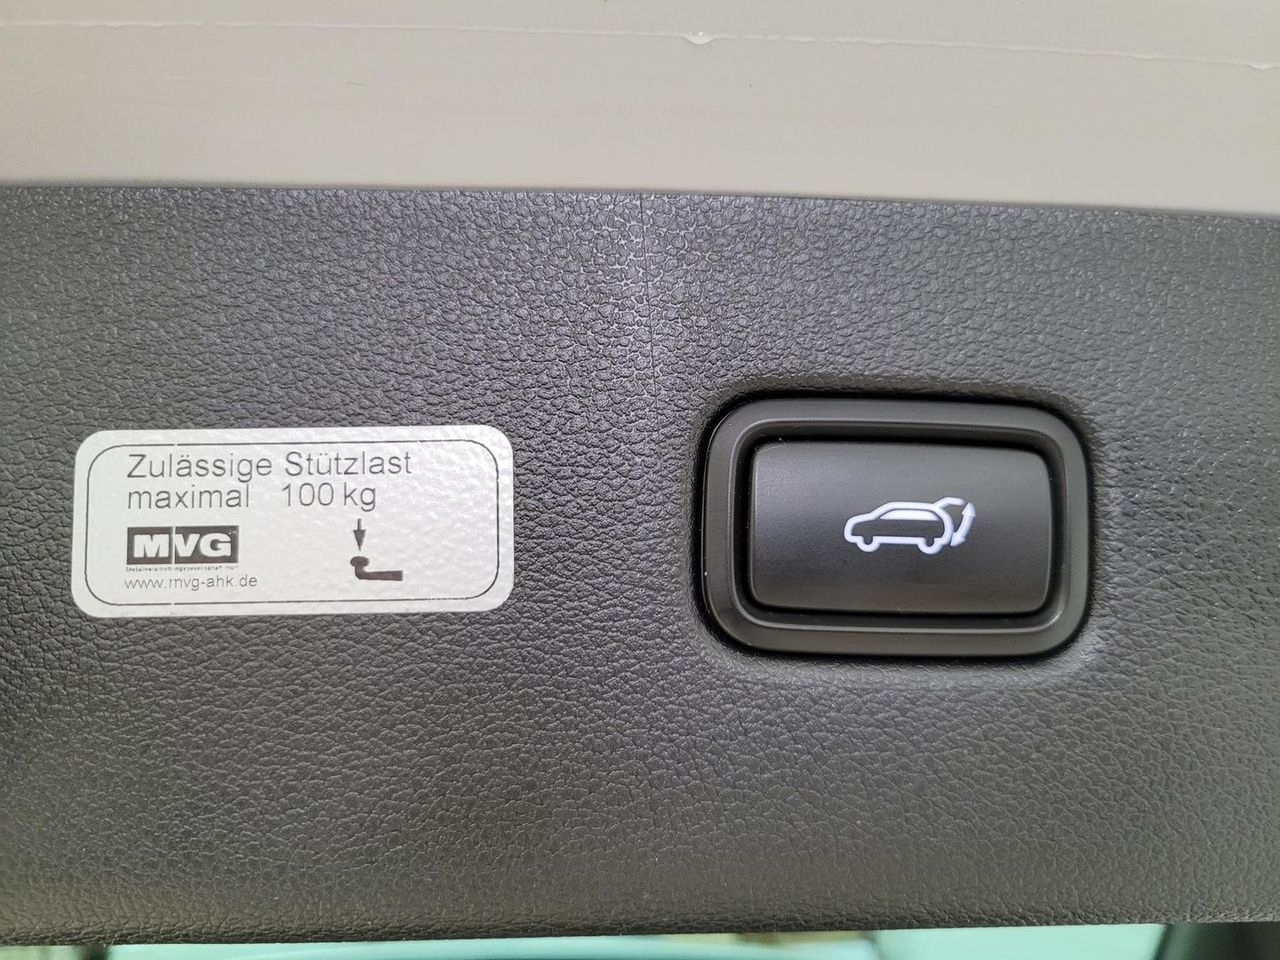 Zulässige Stützlast
maximal 100 kg
MVG
www.mvg-ahk.de